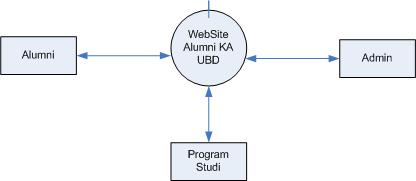 WebSite
Alumni KA
UBD
Alumni
Admin
Program
Studi